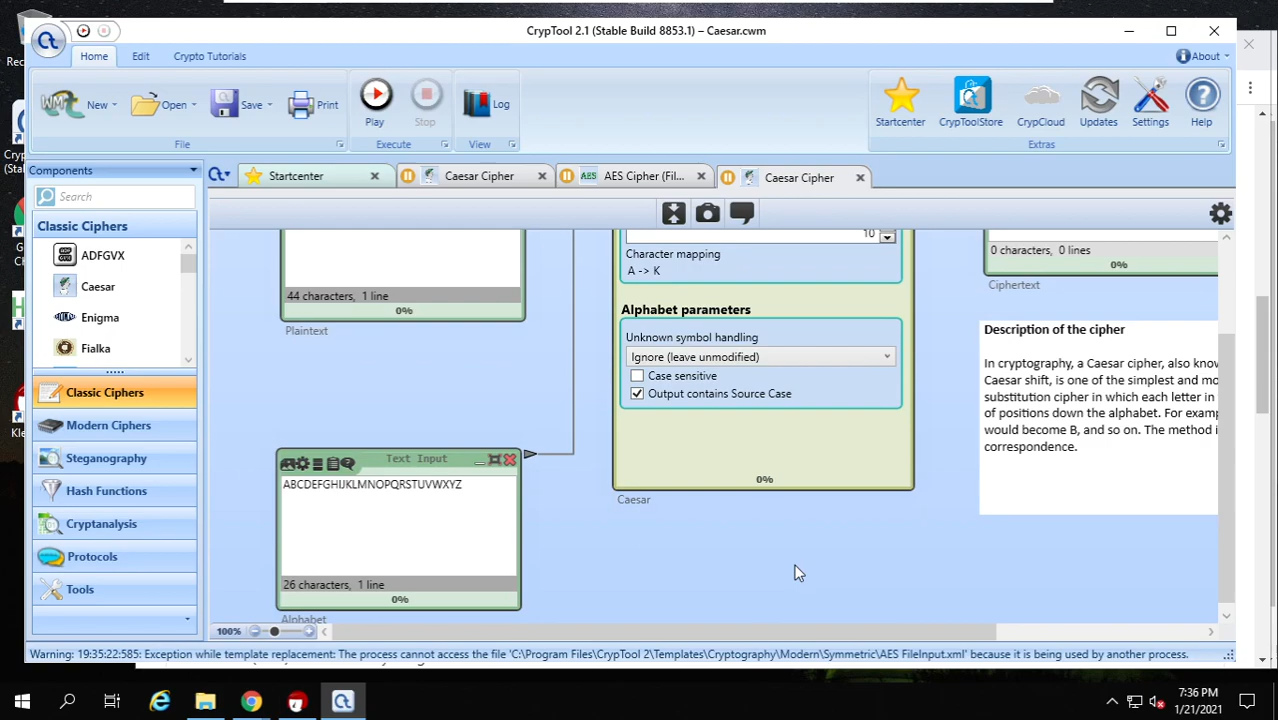 CrypTool 2.1 (Stable Build 8853.1) – Caesar.cwm
Home
Edit
Crypto Tutorials
About
New
Open
Save
Print
Play
Stop
Log
Startcenter
CrypToolStore
CrypCloud
Updates
Settings
Help
File
Execute
View
Extras
Components
Startcenter
Caesar Cipher
AES Cipher (Fil...
Caesar Cipher
Search
Classic Ciphers
ADFGVX
Caesar
Enigma
Fialka
Classic Ciphers
Modern Ciphers
Steganography
Hash Functions
Cryptanalysis
Protocols
Tools
44 characters, 1 line
0%
Plaintext
Text Input
ABCDEFGHIJKLMNOPQRSTUVWXYZ
26 characters, 1 line
0%
Alphabet
10
Character mapping
A -> K
Alphabet parameters
Unknown symbol handling
Ignore (leave unmodified)
Case sensitive
Output contains Source Case
0%
Caesar
0 characters, 0 lines
0%
Ciphertext
Description of the cipher
In cryptography, a Caesar cipher, also know
Caesar shift, is one of the simplest and mo
substitution cipher in which each letter in
of positions down the alphabet. For examp
would become B, and so on. The method i
correspondence.
100%
Warning: 19:35:22:585: Exception while template replacement: The process cannot access the file 'C:\Program Files\CrypTool 2\Templates\Cryptography\Modern\Symmetric\AES FileInput.xml' because it is being used by another process.
7:36 PM
1/21/2021